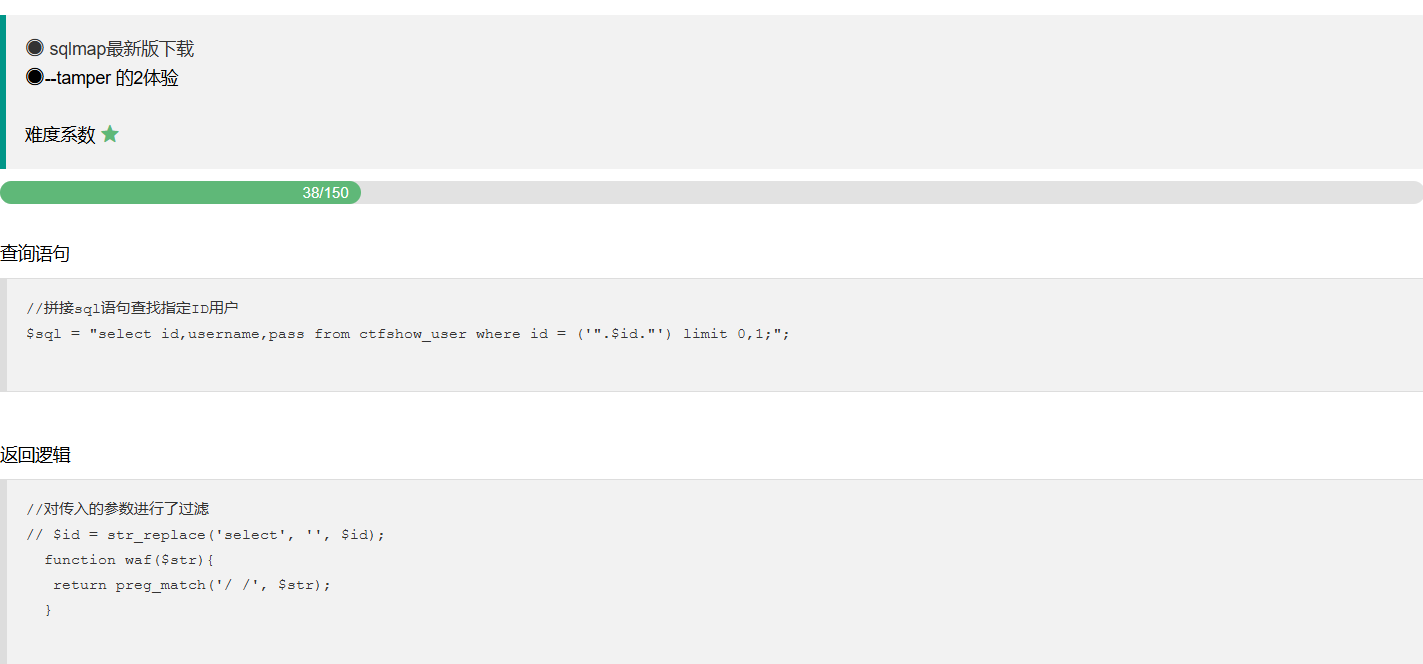 ◉ sqlmap最新版下载
◉--tamper 的2体验
难度系数 ★
38/150
查询语句
//拼接sql语句查找指定ID用户
$sql = "select id,username,pass from ctfshow_user where id = ('".$id."') limit 0,1;";
返回逻辑
//对传入的参数进行了过滤
// $id = str_replace('select', '', $id);
function waf($str){
return preg_match('/ /', $str);
}